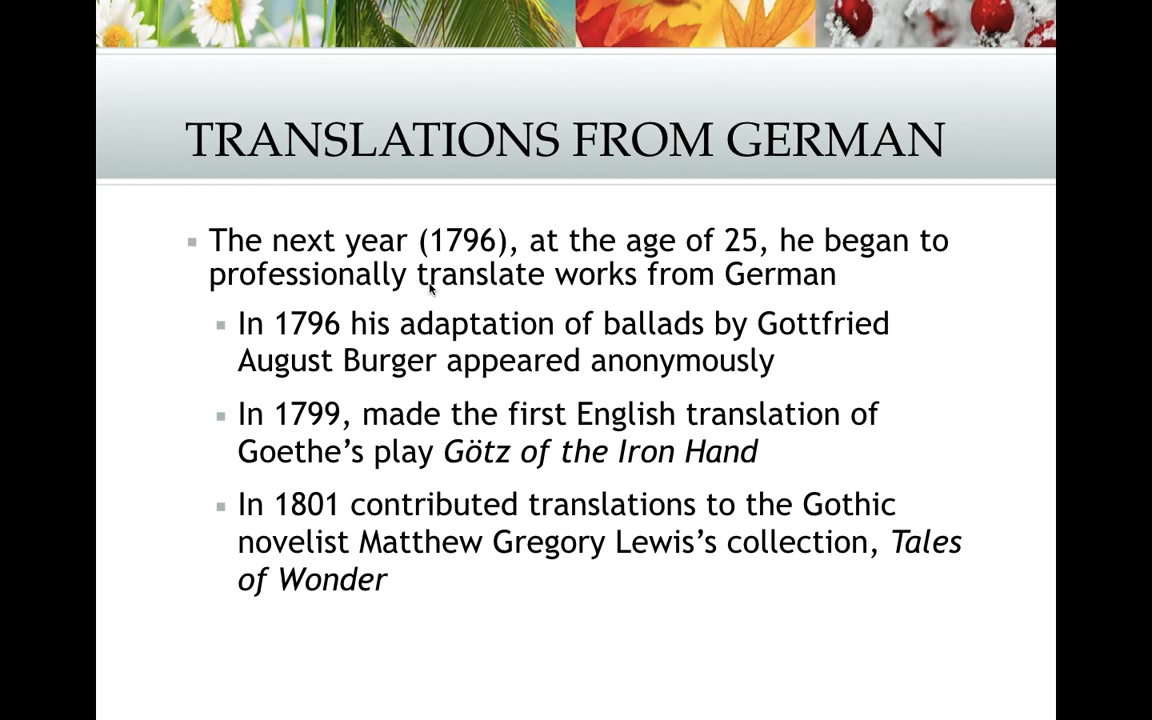 TRANSLATIONS FROM GERMAN
The next year (1796), at the age of 25, he began to
professionally translate works from German
In 1796 his adaptation of ballads by Gottfried
August Burger appeared anonymously
In 1799, made the first English translation of
Goethe’s play Götz of the Iron Hand
In 1801 contributed translations to the Gothic
novelist Matthew Gregory Lewis’s collection, Tales
of Wonder